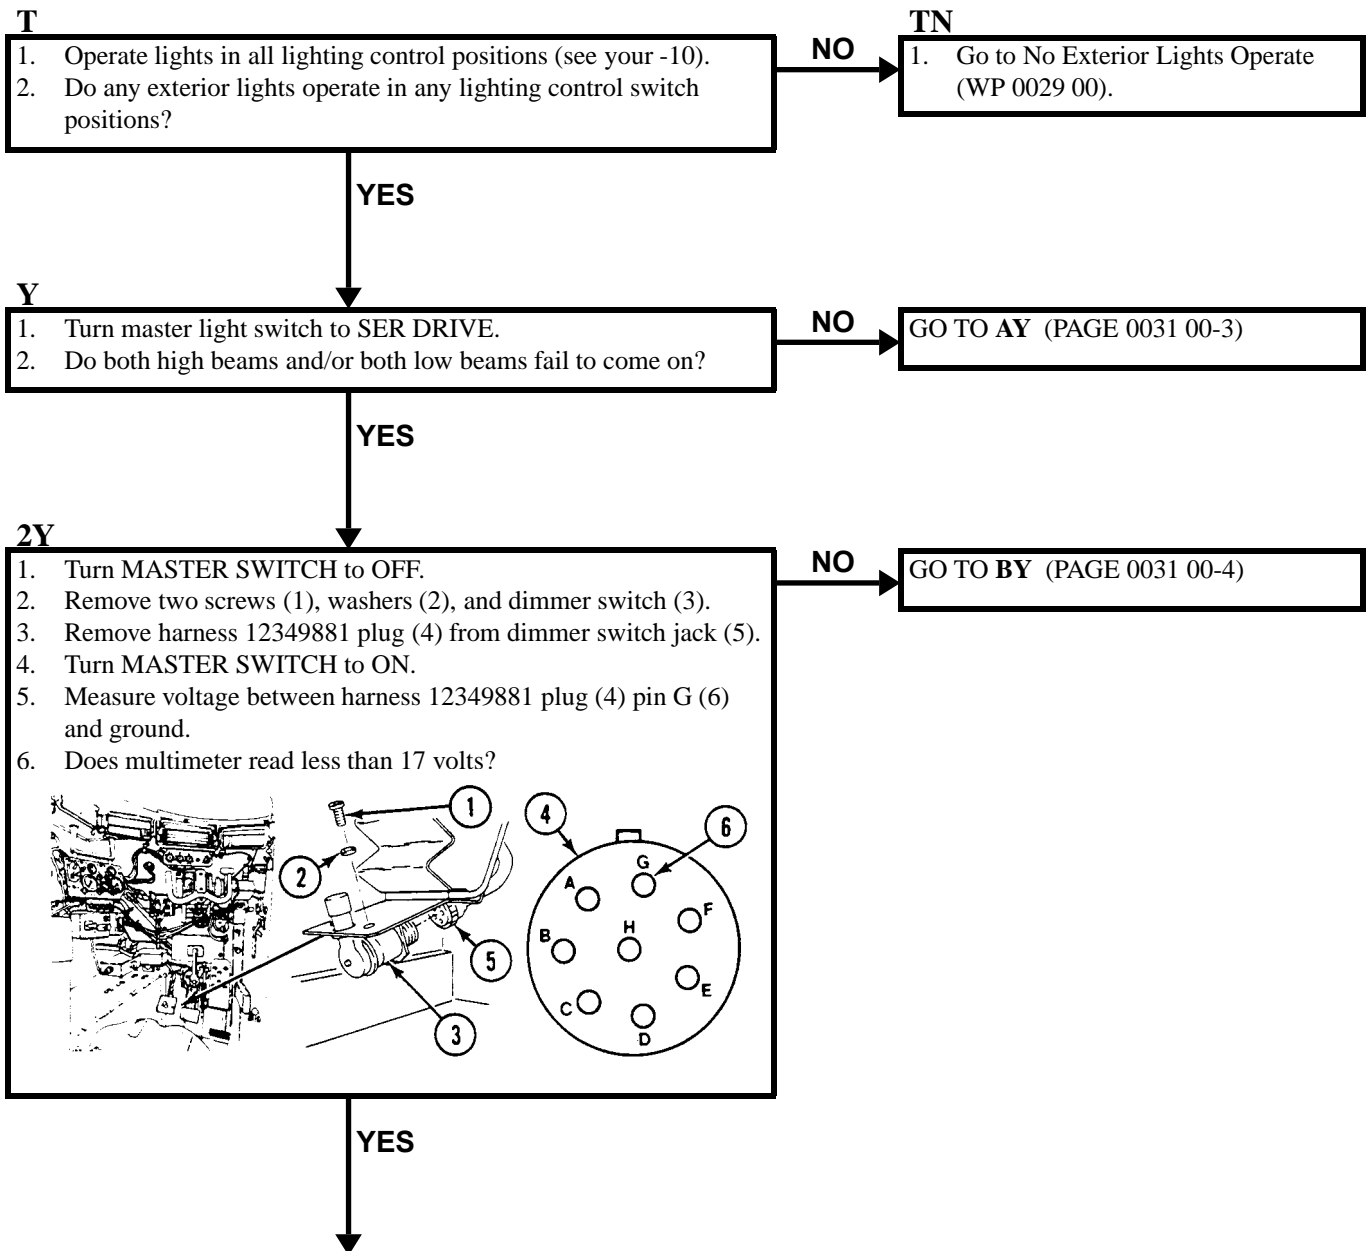 T
1. Operate lights in all lighting control positions (see your -10).
2. Do any exterior lights operate in any lighting control switch
positions?
NO
TN
1. Go to No Exterior Lights Operate
(WP 0029 00).
YES
Y
1. Turn master light switch to SER DRIVE.
2. Do both high beams and/or both low beams fail to come on?
NO
GO TO AY (PAGE 0031 00-3)
YES
2Y
1. Turn MASTER SWITCH to OFF.
2. Remove two screws (1), washers (2), and dimmer switch (3).
3. Remove harness 12349881 plug (4) from dimmer switch jack (5).
4. Turn MASTER SWITCH to ON.
5. Measure voltage between harness 12349881 plug (4) pin G (6)
and ground.
6. Does multimeter read less than 17 volts?
NO
GO TO BY (PAGE 0031 00-4)
1
2
3
5
4
6
A
G
F
B
H
E
C
D
YES